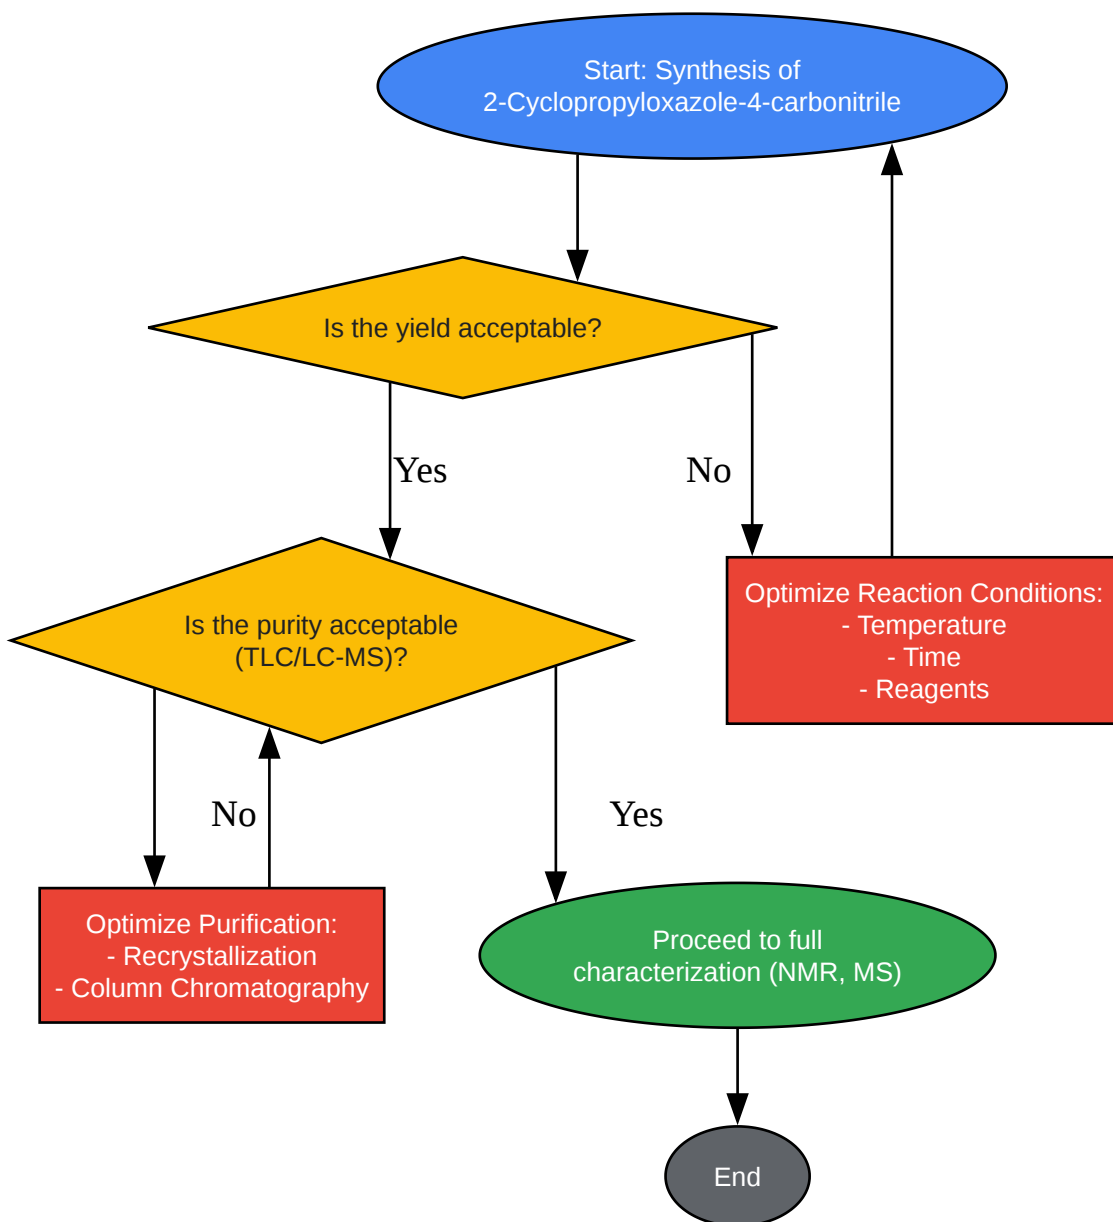 Start: Synthesis of
2-Cyclopropyloxazole-4-carbonitrile
Is the yield acceptable?
Yes
No
Is the purity acceptable
(TLC/LC-MS)?
Optimize Reaction Conditions:
- Temperature
- Time
- Reagents
No
Yes
Optimize Purification:
- Recrystallization
- Column Chromatography
Proceed to full
characterization (NMR, MS)
End